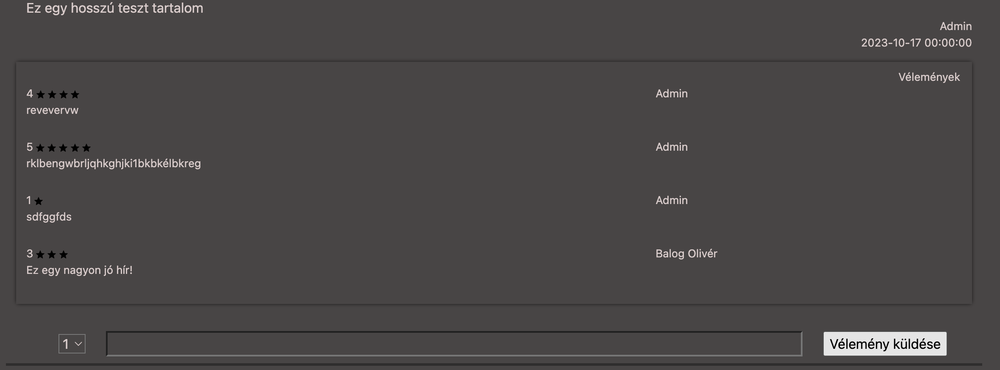 Ez egy hosszú teszt tartalom
Admin
2023-10-17 00:00:00
Vélemények
4 ★ ★ ★ ★ Admin
revevervw
5 ★ ★ ★ ★ ★ Admin
rklbengwbrljqhkghjki1bkbkélbkreg
1 ★ Admin
sdfggfds
3 ★ ★ ★ Balog Olivér
Ez egy nagyon jó hír!
1 Vélemény küldése